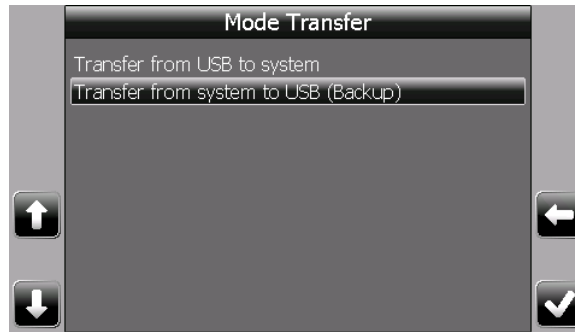 Mode Transfer
Transfer from USB to system
Transfer from system to USB (Backup)